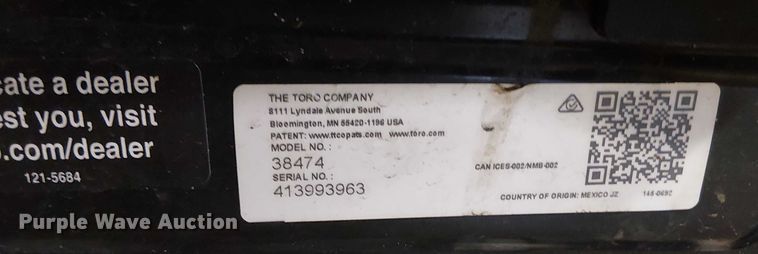 cate a dealer
est you, visit
o.com/dealer
121-5684
THE TORO COMPANY
8111 Lyndale Avenue South
Bloomington, MN 55420-1196 USA
PATENT: www.ttcopats.com www.toro.com
MODEL NO.:
38474
SERIAL NO.:
413993963
CAN ICES-002/NMB-002
COUNTRY OF ORIGIN: MEXICO JZ
145-0692
Purple Wave Auction